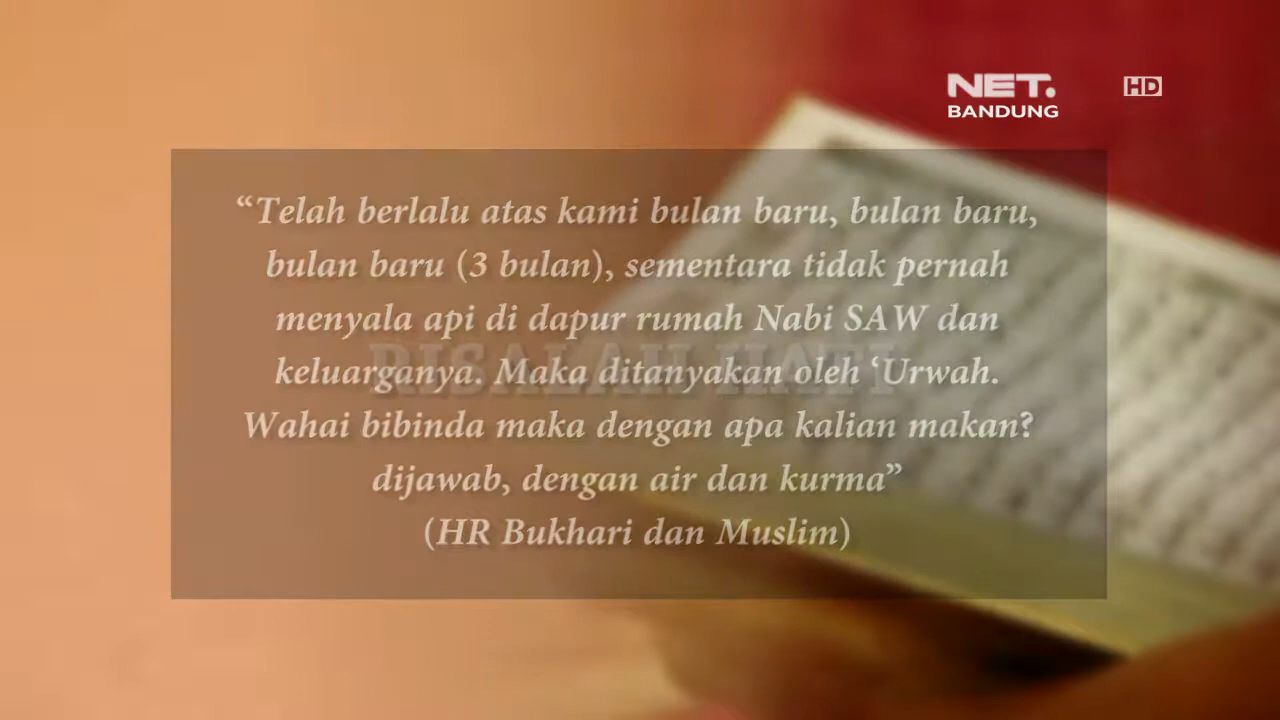 NET.
HD
BANDUNG
“Telah berlalu atas kami bulan baru, bulan baru,
bulan baru (3 bulan), sementara tidak pernah
menyala api di dapur rumah Nabi SAW dan
RISALAH HATI
keluarganya. Maka ditanyakan oleh ‘Urwah.
Wahai bibinda maka dengan apa kalian makan?
dijawab, dengan air dan kurma”
(HR Bukhari dan Muslim)